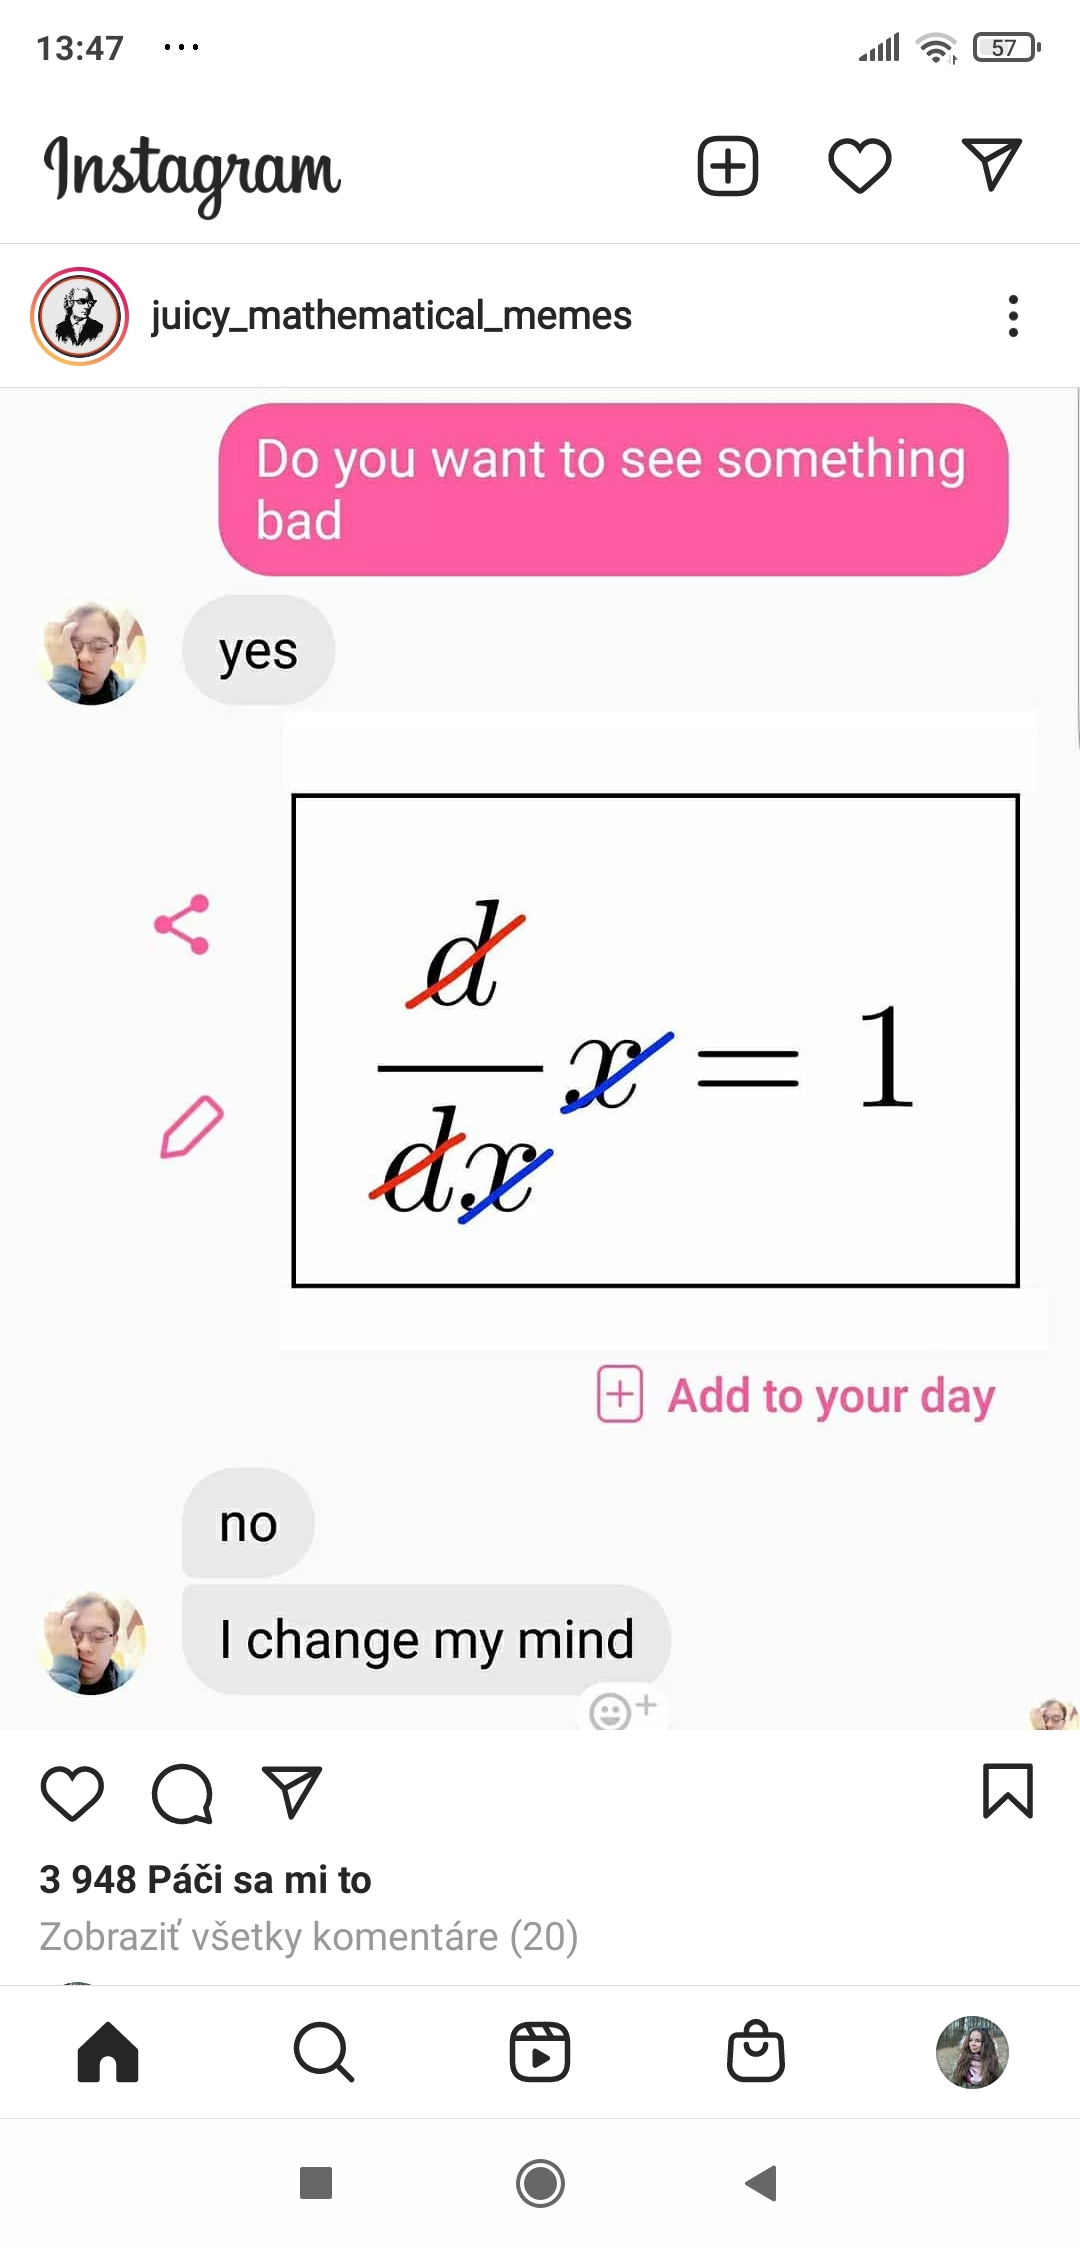 13:47 ...
57
Instagram
juicy_mathematical_memes
Do you want to see something
bad
yes
d
x = 1
dx
Add to your day
no
I change my mind
3 948 Páči sa mi to
Zobraziť všetky komentáre (20)